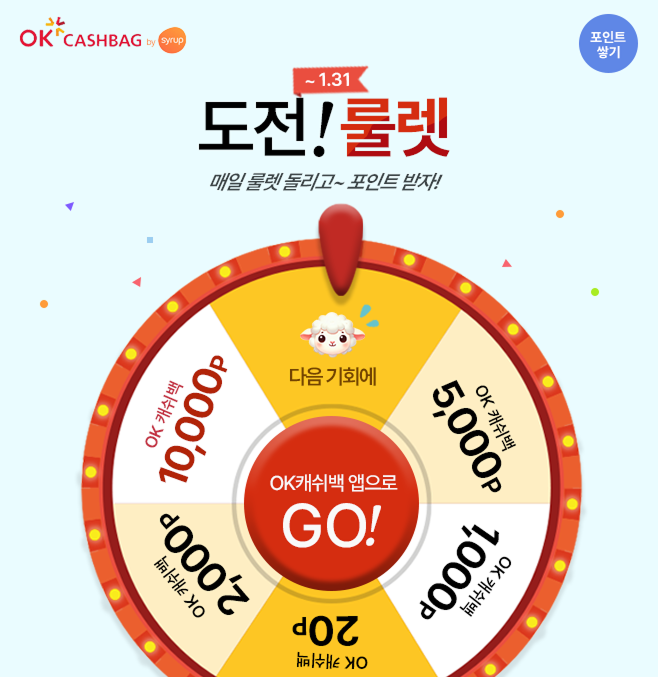 OK CASHBAG by syrup
포인트
쌓기
~ 1.31
도전! 룰렛
매일 룰렛 돌리고~ 포인트 받자!
다음 기회에
OK 캐쉬백
10,000P
OK 캐쉬백
5,000P
OK캐쉬백 앱으로
GO!
2,000P
OK 캐쉬백
1,000P
OK 캐쉬백
20P
OK 캐쉬백